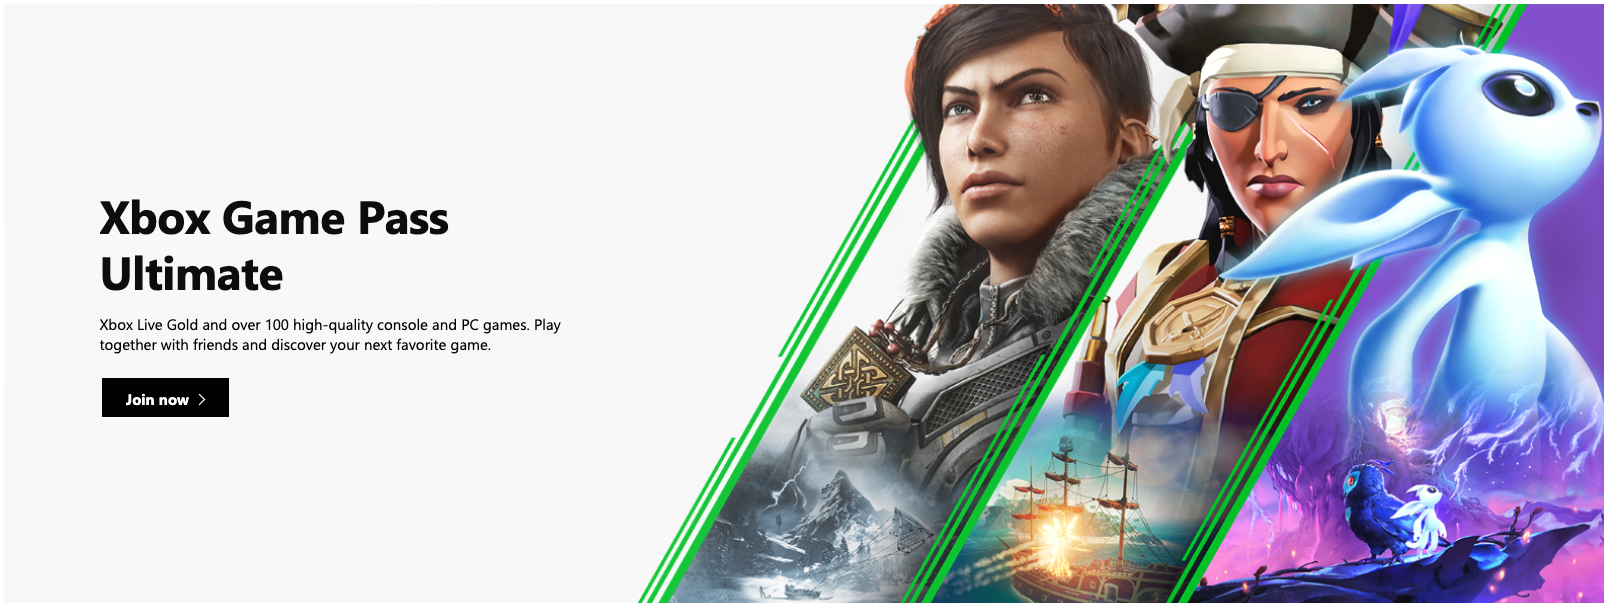 Xbox Game Pass
Ultimate
Xbox Live Gold and over 100 high-quality console and PC games. Play
together with friends and discover your next favorite game.
Join now